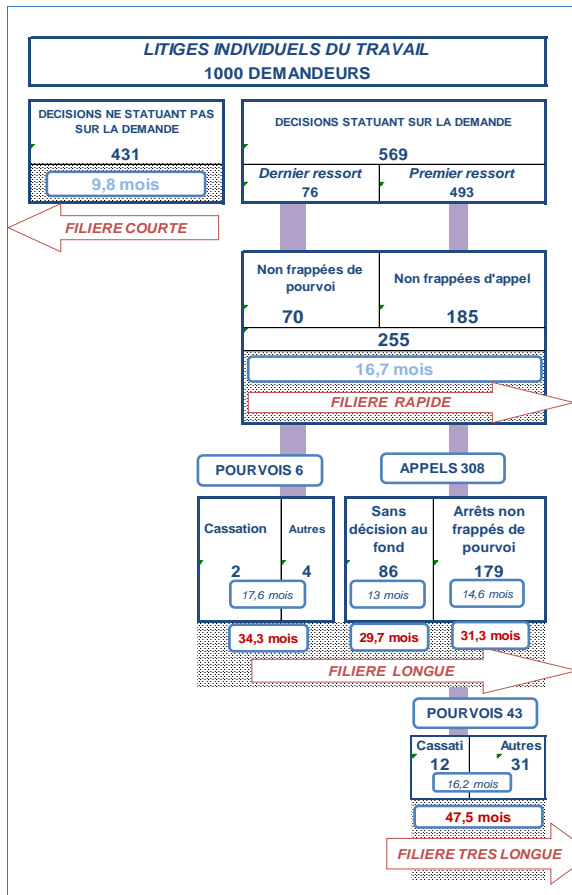 LITIGES INDIVIDUELS DU TRAVAIL
1000 DEMANDEURS
DECISIONS NE STATUANT PAS
SUR LA DEMANDE
431
9,8 mois
FILIERE COURTE
DECISIONS STATUANT SUR LA DEMANDE
569
Dernier ressort
76
Premier ressort
493
Non frappées de
pourvoi
70
Non frappées d'appel
185
255
16,7 mois
FILIERE RAPIDE
POURVOIS 6
APPELS 308
Cassation
2
Autres
4
17,6 mois
34,3 mois
Sans
décision au
fond
86
13 mois
29,7 mois
Arrêts non
frappés de
pourvoi
179
14,6 mois
31,3 mois
FILIERE LONGUE
POURVOIS 43
Cassati
12
Autres
31
16,2 mois
47,5 mois
FILIERE TRES LONGUE